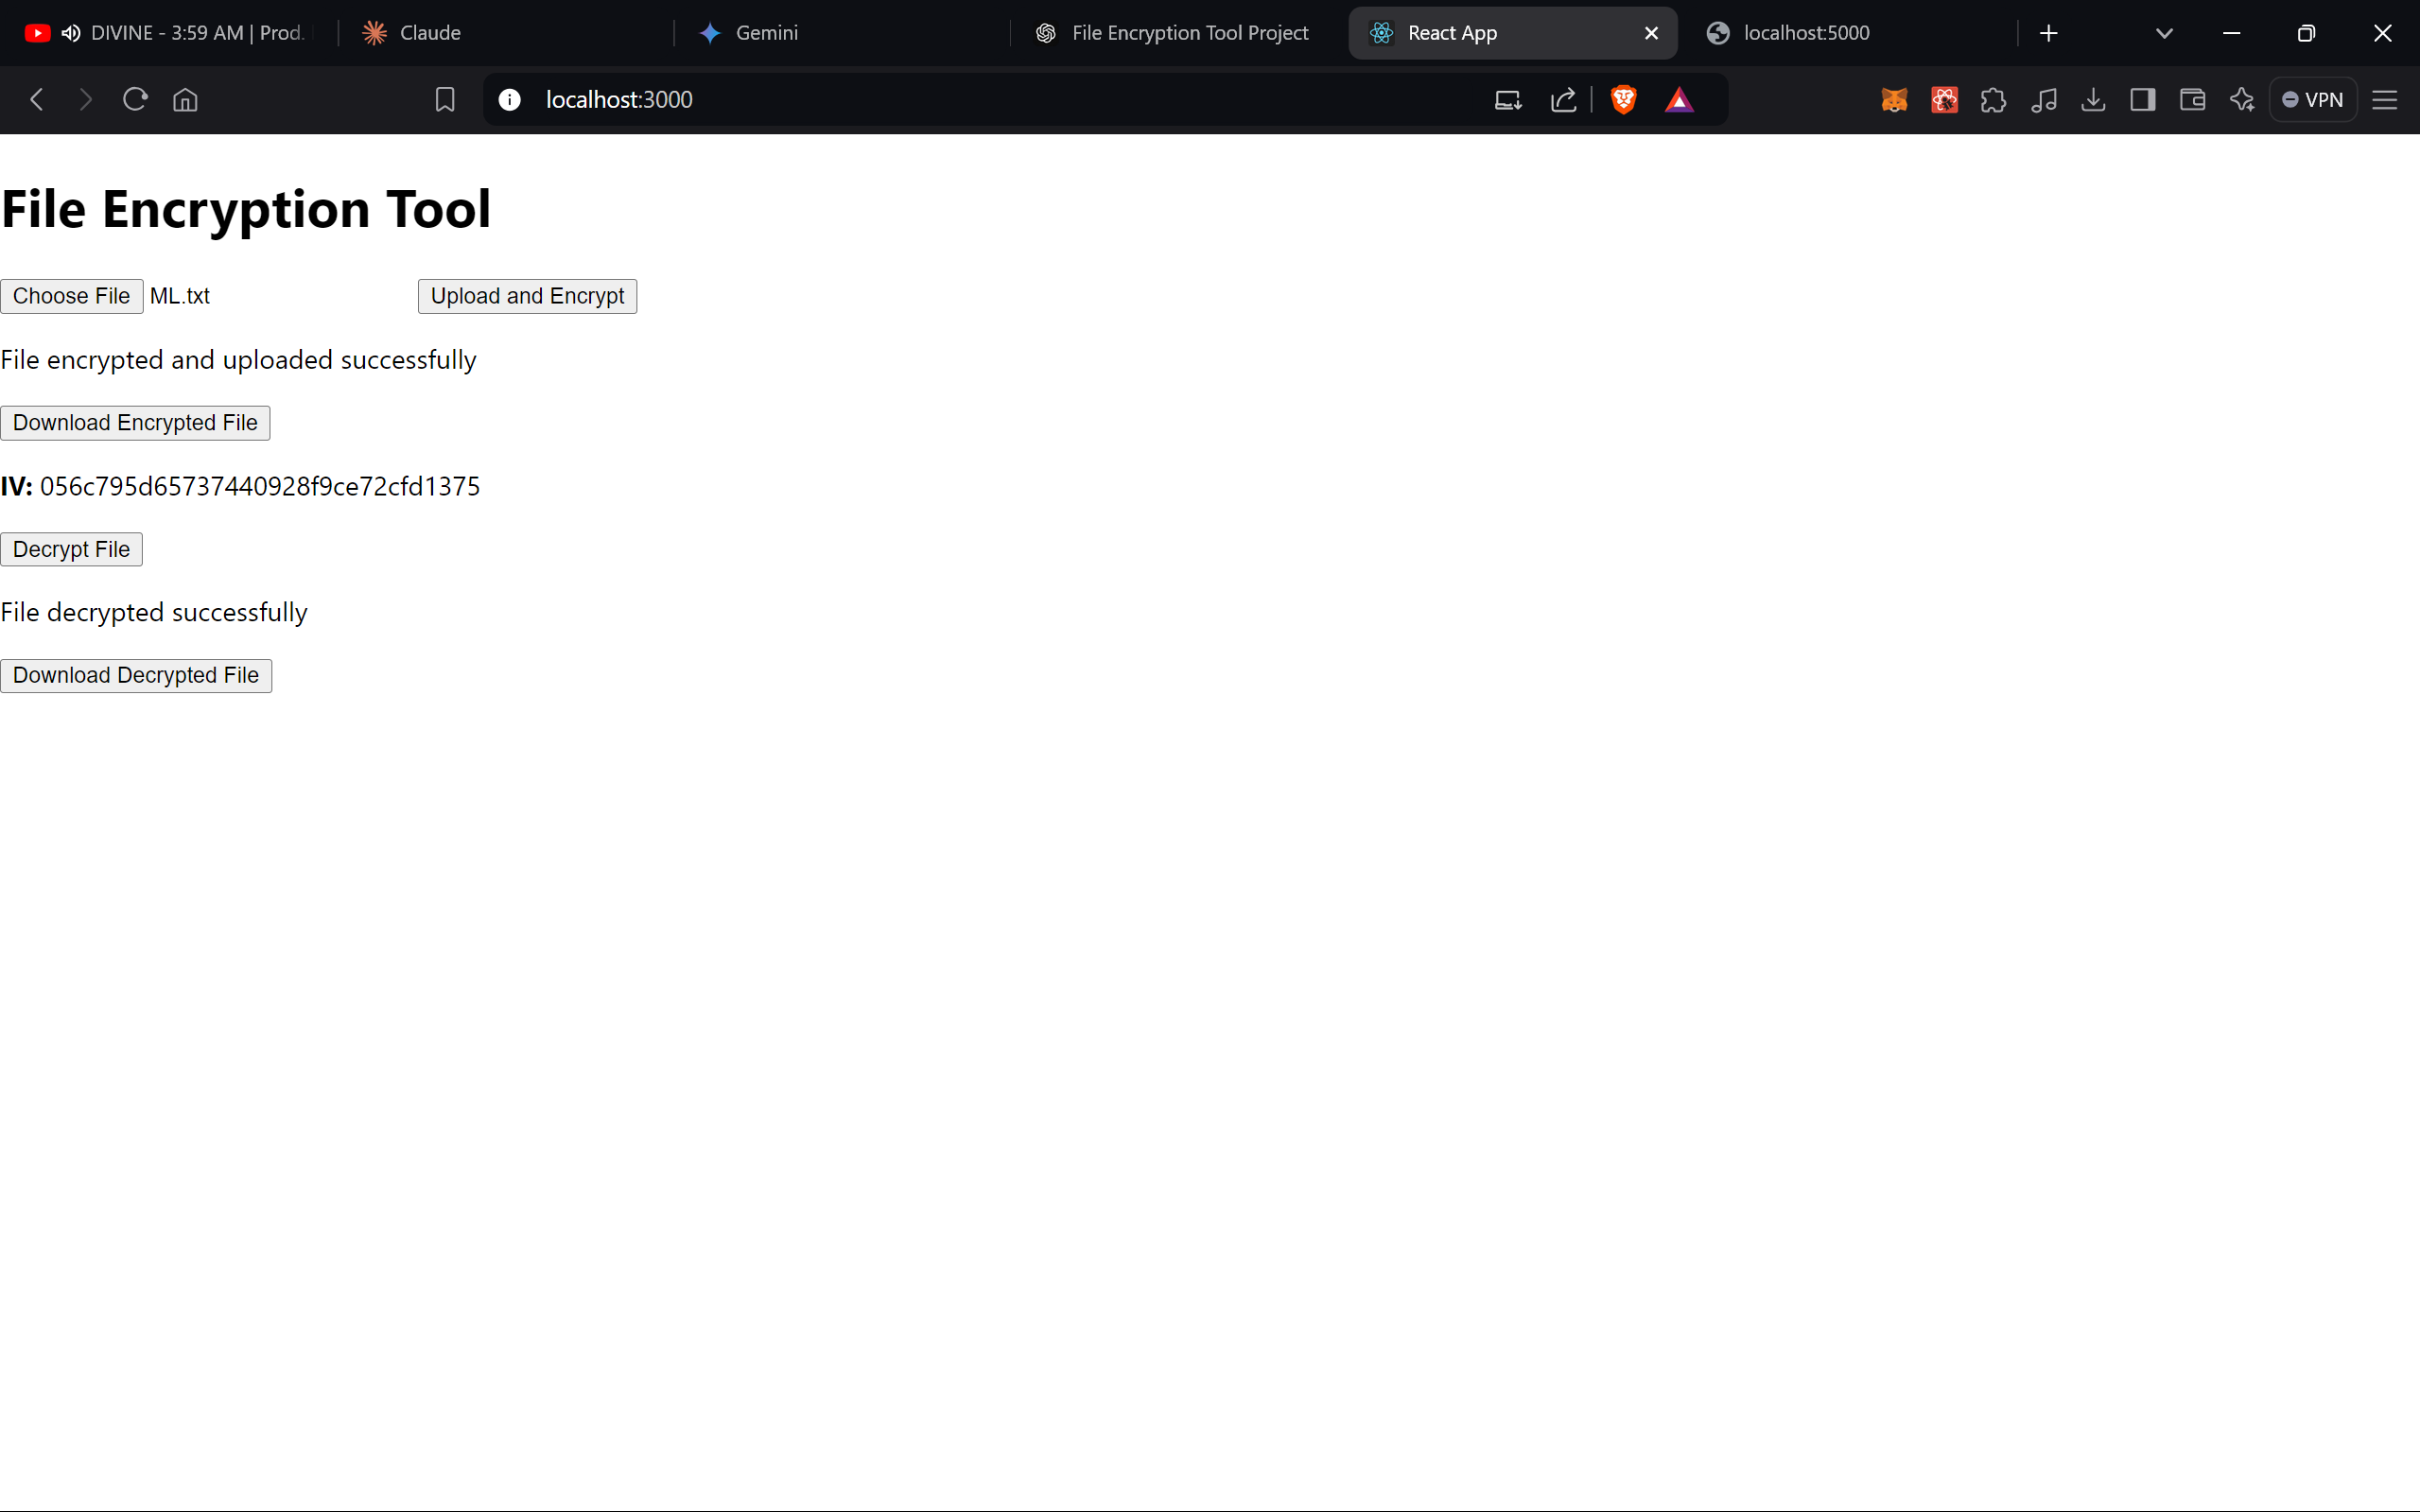 DIVINE - 3:59 AM | Prod.
Claude
Gemini
File Encryption Tool Project
React App
localhost:5000
localhost:3000
VPN
File Encryption Tool
Choose File ML.txt Upload and Encrypt
File encrypted and uploaded successfully
Download Encrypted File
IV: 056c795d65737440928f9ce72cfd1375
Decrypt File
File decrypted successfully
Download Decrypted File